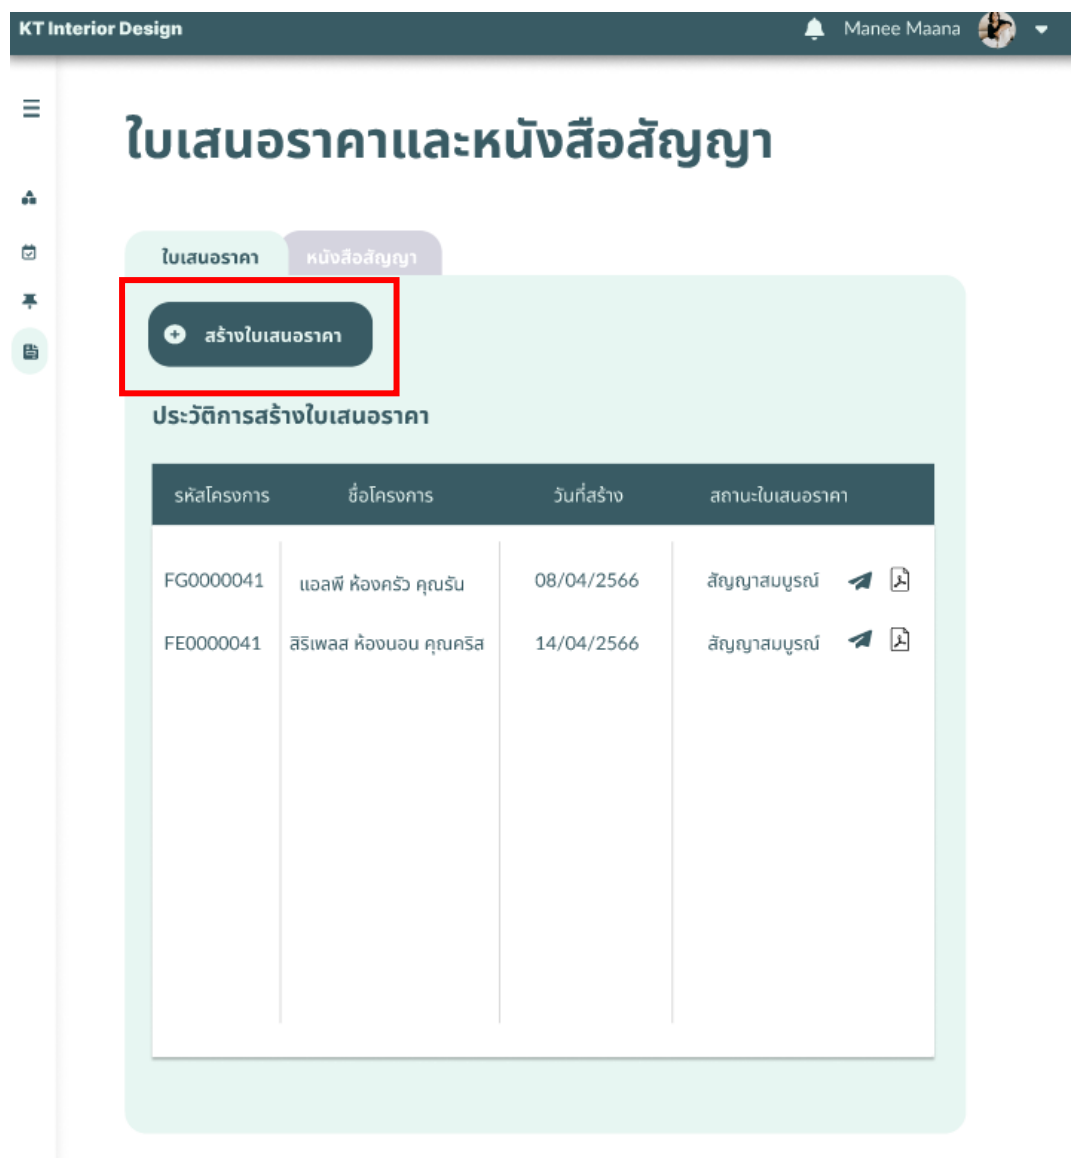 KT Interior Design
Manee Maana
ใบเสนอราคาและหนังสือสัญญา
ใบเสนอราคา หนังสือสัญญา
สร้างใบเสนอราคา
ประวัติการสร้างใบเสนอราคา
รหัสโครงการ ชื่อโครงการ วันที่สร้าง สถานะใบเสนอราคา
FG0000041 แอลพี ห้องครัว คุณรัน 08/04/2566 สัญญาสมบูรณ์
FE0000041 สิริเพลส ห้องนอน คุณคริส 14/04/2566 สัญญาสมบูรณ์